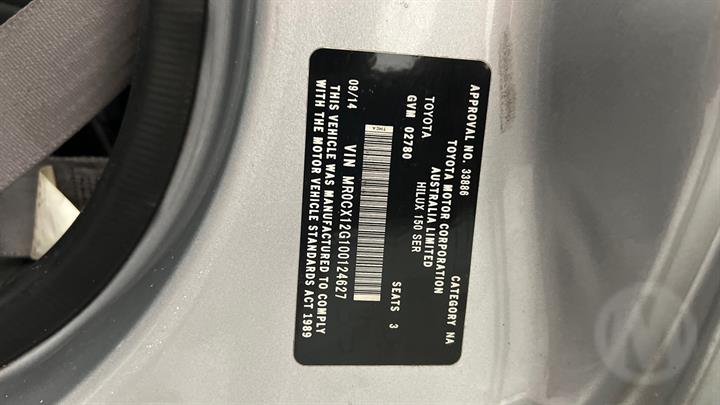 APPROVAL NO. 33886 CATEGORY NA
TOYOTA MOTOR CORPORATION
AUSTRALIA LIMITED
TOYOTA HILUX 150 SER
GVM 02780 SEATS 3
TMCA
09/14 VIN MR0CX12G100124627
THIS VEHICLE WAS MANUFACTURED TO COMPLY
WITH THE MOTOR VEHICLE STANDARDS ACT 1989